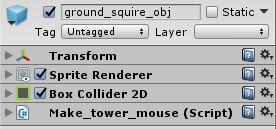 ground_squire_obj Static
Tag Untagged Layer
Transform
Sprite Renderer
Box Collider 2D
Make_tower_mouse (Script)